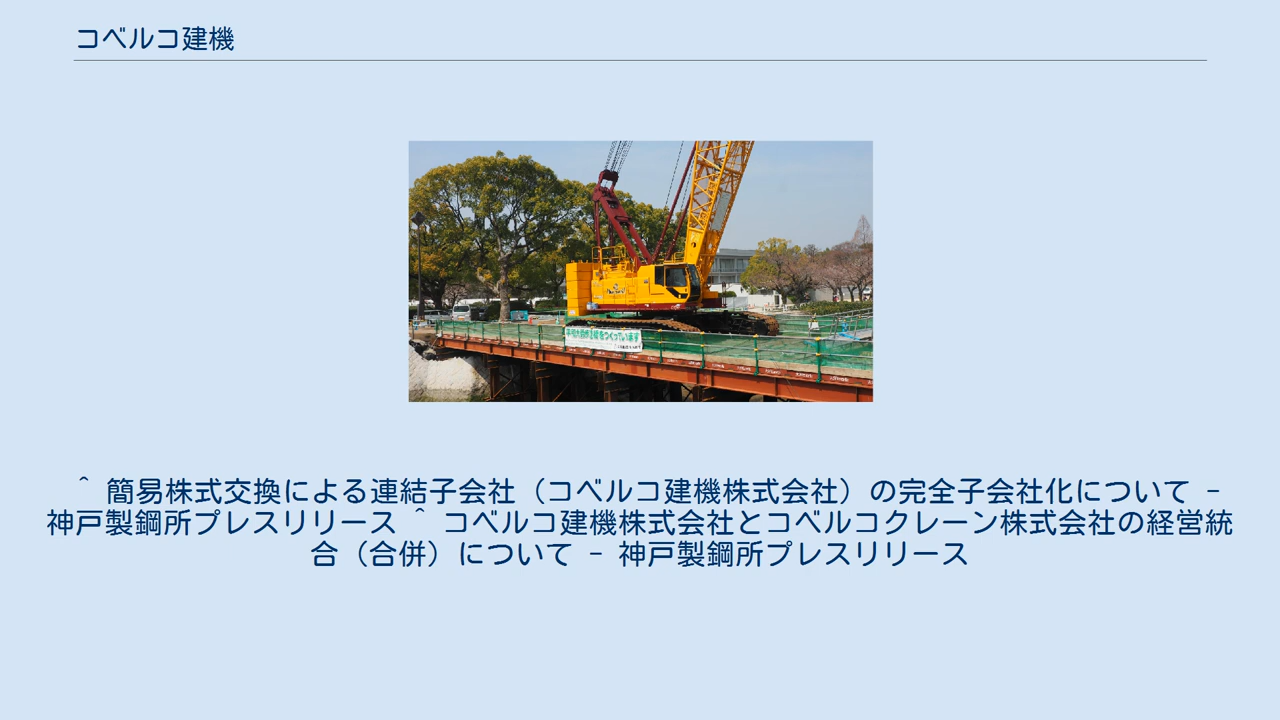 コベルコ建機
^ 簡易株式交換による連結子会社（コベルコ建機株式会社）の完全子会社化について -
神戸製鋼所プレスリリース ^ コベルコ建機株式会社とコベルコクレーン株式会社の経営統
合（合併）について - 神戸製鋼所プレスリリース